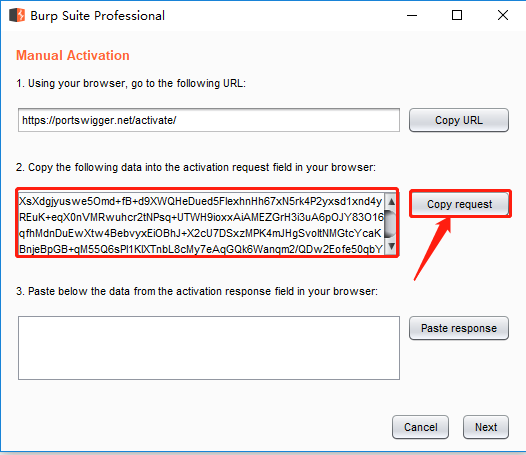 Burp Suite Professional
Manual Activation
1. Using your browser, go to the following URL:
https://portswigger.net/activate/
Copy URL
2. Copy the following data into the activation request field in your browser:
XsXdgjyuswe5Omd+fB+d9XWQHeDued5FlexhnHh67xN5rk4P2yxsd1xnd4y
REuK+eqX0nVMRwuhcr2tNPsq+UTWH9ioxxAiAMEZGrH3i3uA6pOJY83O16
qfhMdnDuEwXtw4BebvyxEiOBhJ+X2cU7DSxzMPK4mJHgSvoltNMGtcYcaK
BnjeBpGB+qM55Q6sPl1KlXTnbL8cMy7eAqGQk6Wanqm2/QDw2Eofe50qbY
Copy request
3. Paste below the data from the activation response field in your browser:
Paste response
Cancel
Next